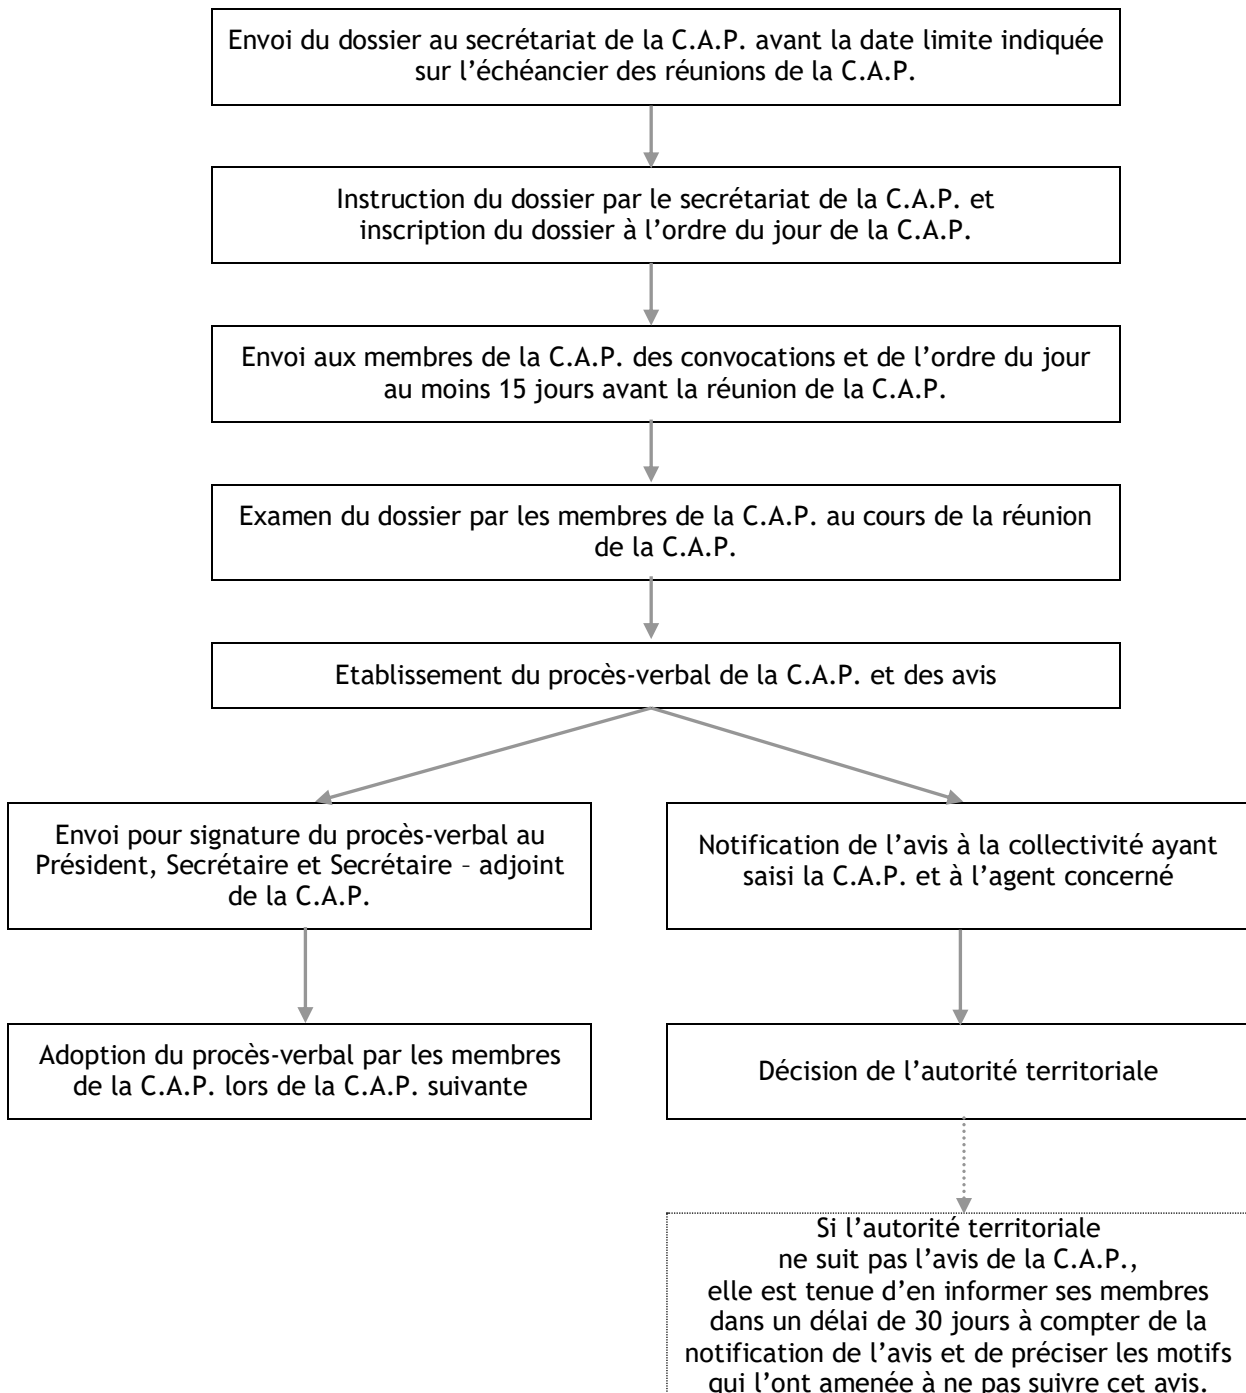 Envoi du dossier au secrétariat de la C.A.P. avant la date limite indiquée
sur l’échéancier des réunions de la C.A.P.
Instruction du dossier par le secrétariat de la C.A.P. et
inscription du dossier à l’ordre du jour de la C.A.P.
Envoi aux membres de la C.A.P. des convocations et de l’ordre du jour
au moins 15 jours avant la réunion de la C.A.P.
Examen du dossier par les membres de la C.A.P. au cours de la réunion
de la C.A.P.
Etablissement du procès-verbal de la C.A.P. et des avis
Envoi pour signature du procès-verbal au
Président, Secrétaire et Secrétaire – adjoint
de la C.A.P.
Adoption du procès-verbal par les membres
de la C.A.P. lors de la C.A.P. suivante
Notification de l’avis à la collectivité ayant
saisi la C.A.P. et à l’agent concerné
Décision de l’autorité territoriale
Si l’autorité territoriale
ne suit pas l’avis de la C.A.P.,
elle est tenue d’en informer ses membres
dans un délai de 30 jours à compter de la
notification de l’avis et de préciser les motifs
qui l’ont amenée à ne pas suivre cet avis.